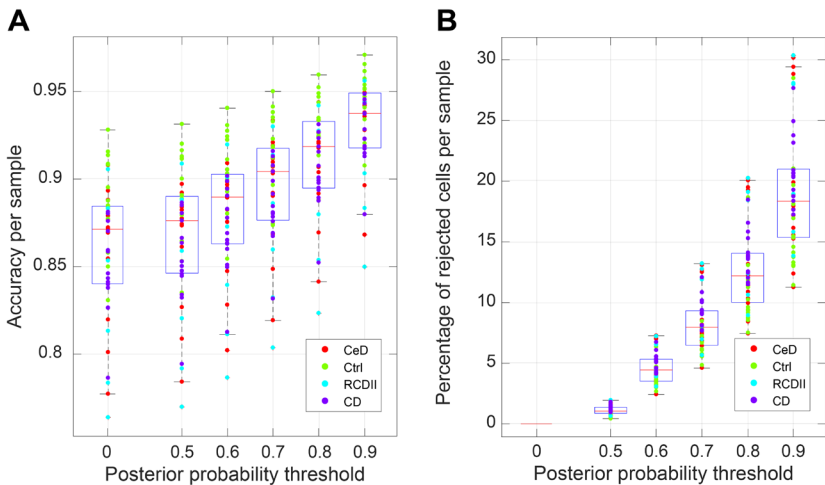 A
Accuracy per sample
0.95
0.9
0.85
0.8
0 0.5 0.6 0.7 0.8 0.9
Posterior probability threshold
CeD
Ctrl
RCDII
CD
B
Percentage of rejected cells per sample
30
25
20
15
10
5
0
0 0.5 0.6 0.7 0.8 0.9
Posterior probability threshold
CeD
Ctrl
RCDII
CD